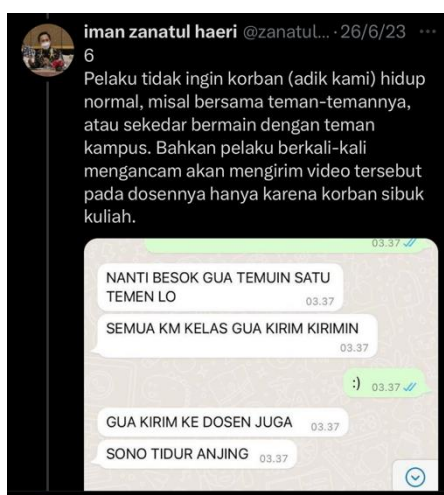 iman zanatul haeri @zanatul... · 26/6/23 ...
6
Pelaku tidak ingin korban (adik kami) hidup
normal, misal bersama teman-temannya,
atau sekedar bermain dengan teman
kampus. Bahkan pelaku berkali-kali
mengancam akan mengirim video tersebut
pada dosennya hanya karena korban sibuk
kuliah.
03.37
NANTI BESOK GUA TEMUIN SATU
TEMEN LO
03.37
SEMUA KM KELAS GUA KIRIM KIRIMIN
03.37
:) 03.37
GUA KIRIM KE DOSEN JUGA 03.37
SONO TIDUR ANJING 03.37